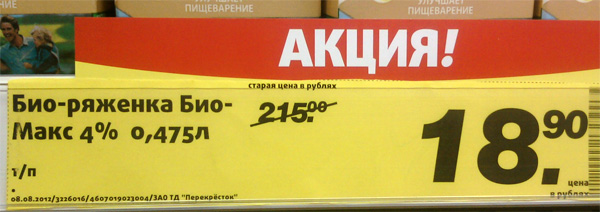 УЛУЧШАЕТ
ПИЩЕВАРЕНИЕ
УЛУЧШАЕТ
ПИЩЕВАРЕНИЕ
АКЦИЯ!
старая цена в рублях
Био-ряженка Био-
Макс 4% 0,475л
215.00
18.90
т/п
цена
в рублях
.
08.08.2012/3226016/4607019023004/ЗАО ТД "Перекрёсток"